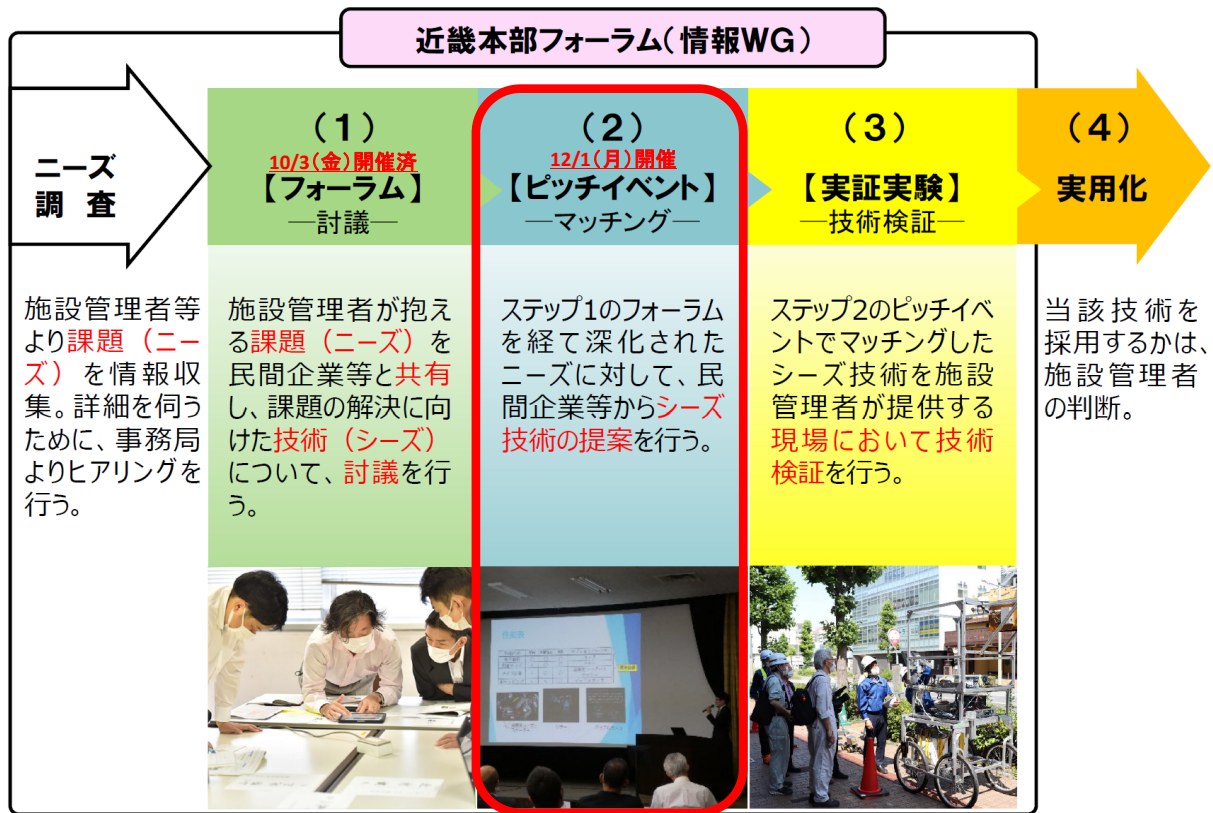 近畿本部フォーラム(情報WG)
ニーズ
調 査
(1)
10/3(金)開催済
【フォーラム】
―討議―
(2)
12/1(月)開催
【ピッチイベント】
―マッチング―
(3)
【実証実験】
―技術検証―
(4)
実用化
施設管理者等
より課題（ニー
ズ）を情報収
集。詳細を伺う
ために、事務局
よりヒアリングを
行う。
施設管理者が抱え
る課題（ニーズ）を
民間企業等と共有
し、課題の解決に向
けた技術（シーズ）
について、討議を行
う。
ステップ1のフォーラム
を経て深化された
ニーズに対して、民
間企業等からシーズ
技術の提案を行う。
ステップ2のピッチイベ
ントでマッチングした
シーズ技術を施設
管理者が提供する
現場において技術
検証を行う。
当該技術を
採用するかは、
施設管理者
の判断。